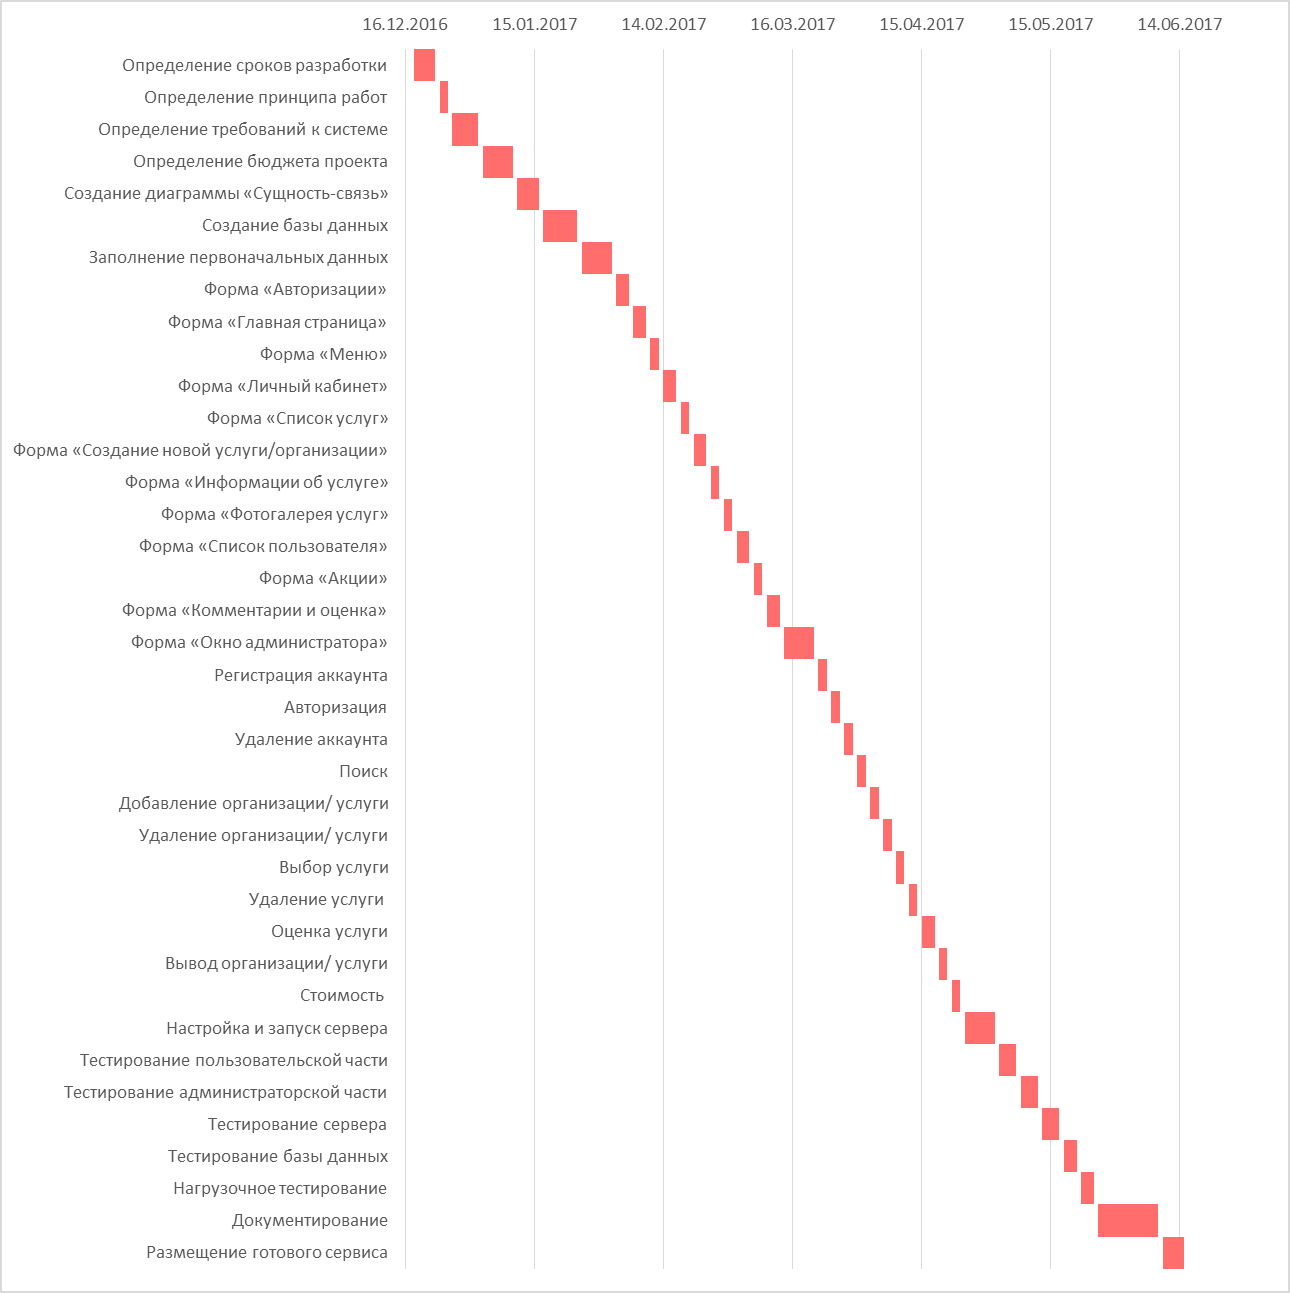 16.12.2016 15.01.2017 14.02.2017 16.03.2017 15.04.2017 15.05.2017 14.06.2017
Определение сроков разработки
Определение принципа работ
Определение требований к системе
Определение бюджета проекта
Создание диаграммы «Сущность-связь»
Создание базы данных
Заполнение первоначальных данных
Форма «Авторизации»
Форма «Главная страница»
Форма «Меню»
Форма «Личный кабинет»
Форма «Список услуг»
Форма «Создание новой услуги/организации»
Форма «Информации об услуге»
Форма «Фотогалерея услуг»
Форма «Список пользователя»
Форма «Акции»
Форма «Комментарии и оценка»
Форма «Окно администратора»
Регистрация аккаунта
Авторизация
Удаление аккаунта
Поиск
Добавление организации/ услуги
Удаление организации/ услуги
Выбор услуги
Удаление услуги
Оценка услуги
Вывод организации/ услуги
Стоимость
Настройка и запуск сервера
Тестирование пользовательской части
Тестирование администраторской части
Тестирование сервера
Тестирование базы данных
Нагрузочное тестирование
Документирование
Размещение готового сервиса